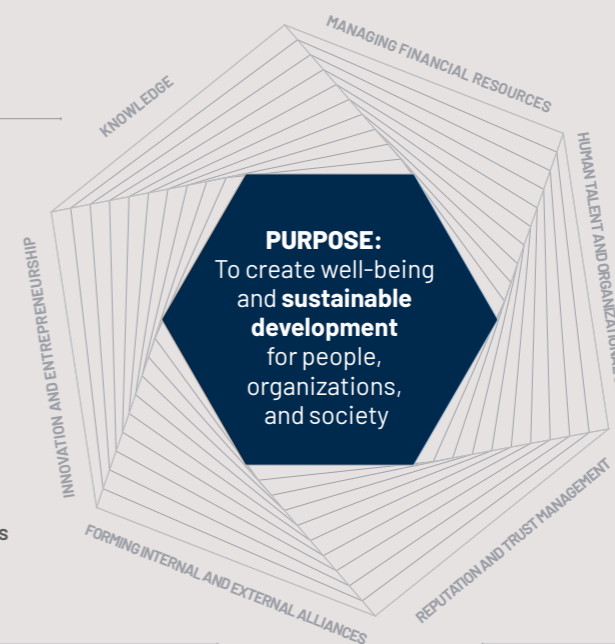 MANAGING FINANCIAL RESOURCES
KNOWLEDGE
HUMAN TALENT AND ORGANIZATIONAL
PURPOSE:
To create well-being
and sustainable
development
for people,
organizations,
and society
INNOVATION AND ENTREPRENEURSHIP
REPUTATION AND TRUST MANAGEMENT
FORMING INTERNAL AND EXTERNAL ALLIANCES